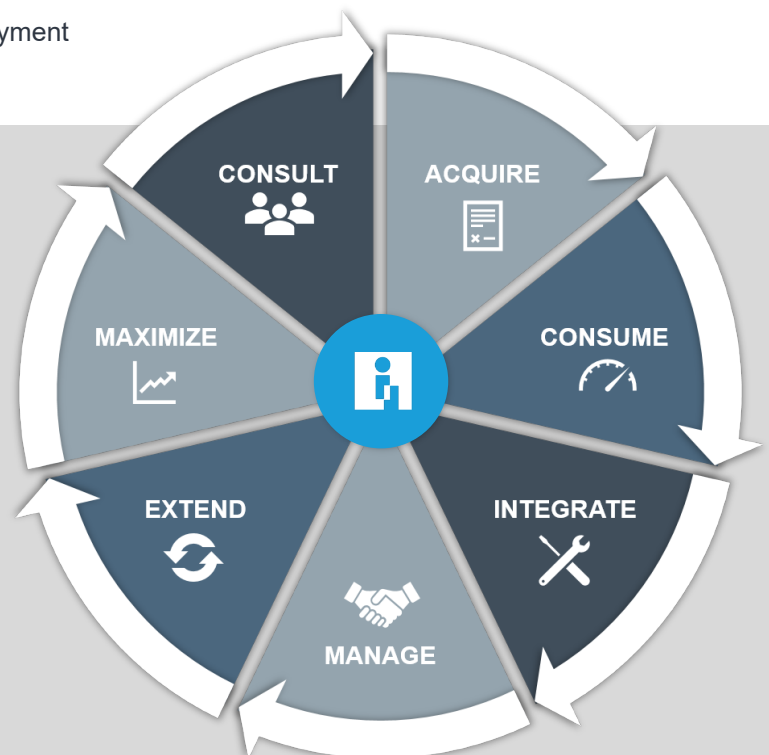 yment
CONSULT
ACQUIRE
CONSUME
INTEGRATE
MANAGE
EXTEND
MAXIMIZE